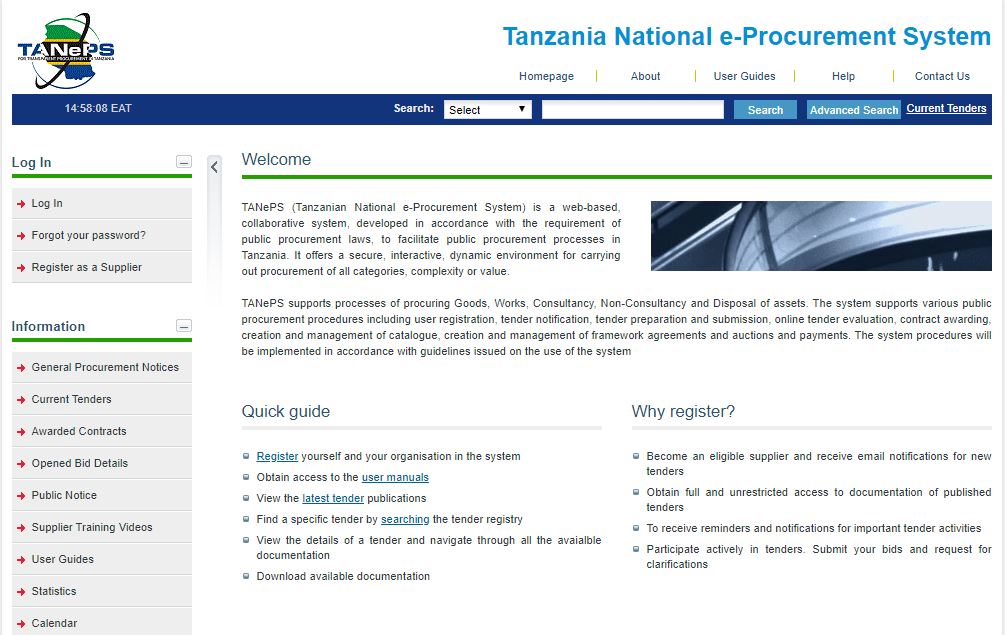 TANePS
FOR TRANSPARENT PROCUREMENT IN TANZANIA
Tanzania National e-Procurement System
Homepage
About
User Guides
Help
Contact Us
14:58:08 EAT
Search:
Select
Search
Advanced Search
Current Tenders
Log In
Log In
Forgot your password?
Register as a Supplier
Information
General Procurement Notices
Current Tenders
Awarded Contracts
Opened Bid Details
Public Notice
Supplier Training Videos
User Guides
Statistics
Calendar
Welcome
TANePS (Tanzanian National e-Procurement System) is a web-based,
collaborative system, developed in accordance with the requirement of
public procurement laws, to facilitate public procurement processes in
Tanzania. It offers a secure, interactive, dynamic environment for carrying
out procurement of all categories, complexity or value.
TANePS supports processes of procuring Goods, Works, Consultancy, Non-Consultancy and Disposal of assets. The system supports various public
procurement procedures including user registration, tender notification, tender preparation and submission, online tender evaluation, contract awarding,
creation and management of catalogue, creation and management of framework agreements and auctions and payments. The system procedures will
be implemented in accordance with guidelines issued on the use of the system
Quick guide
Register yourself and your organisation in the system
Obtain access to the user manuals
View the latest tender publications
Find a specific tender by searching the tender registry
View the details of a tender and navigate through all the avaialble
documentation
Download available documentation
Why register?
Become an eligible supplier and receive email notifications for new
tenders
Obtain full and unrestricted access to documentation of published
tenders
To receive reminders and notifications for important tender activities
Participate actively in tenders. Submit your bids and request for
clarifications